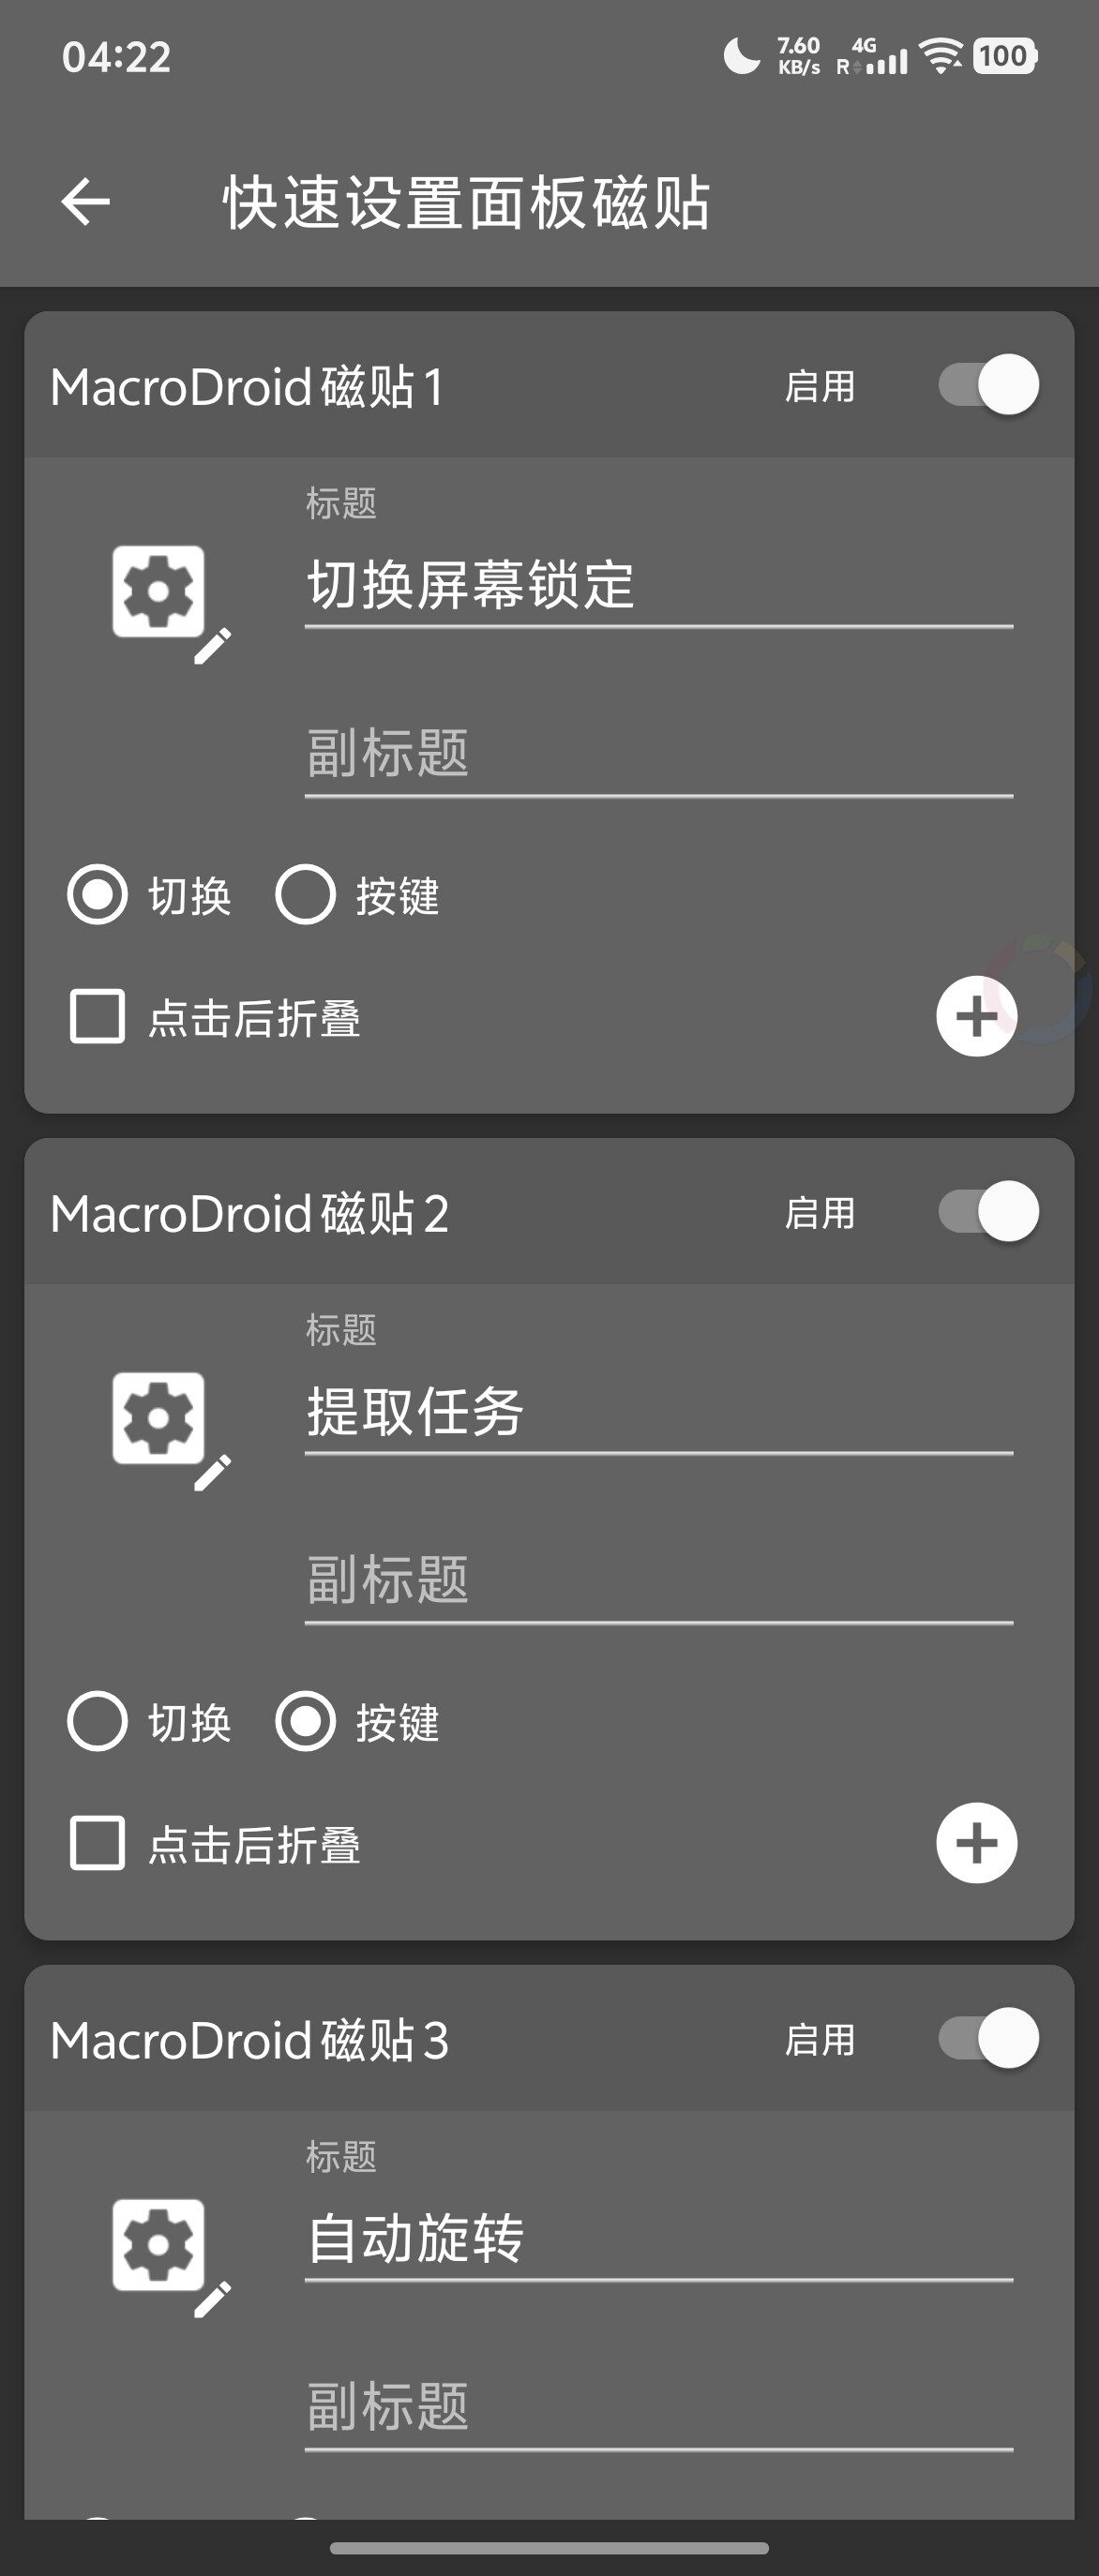 04:22
7.60 KB/s R 4G 100
快速设置面板磁贴
MacroDroid 磁贴 1 启用
标题
切换屏幕锁定
副标题
切换 按键
点击后折叠
MacroDroid 磁贴 2 启用
标题
提取任务
副标题
切换 按键
点击后折叠
MacroDroid 磁贴 3 启用
标题
自动旋转
副标题